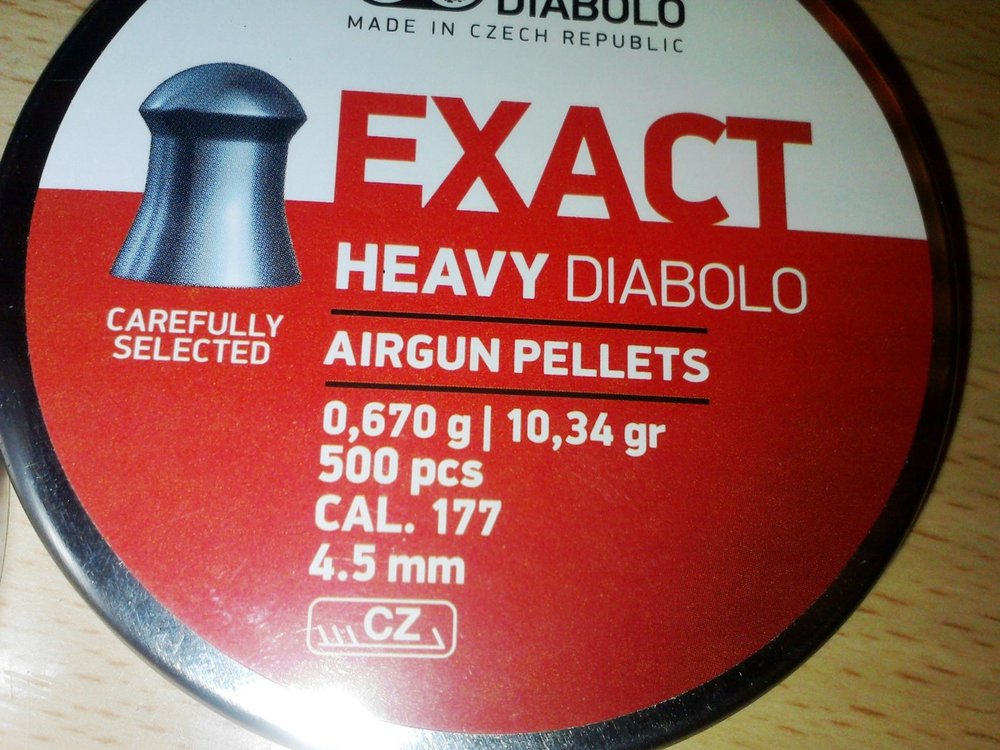 DIABOLO
MADE IN CZECH REPUBLIC
EXACT
HEAVY DIABOLO
CAREFULLY
SELECTED
AIRGUN PELLETS
0,670 g | 10,34 gr
500 pcs
CAL. 177
4.5 mm
CZ